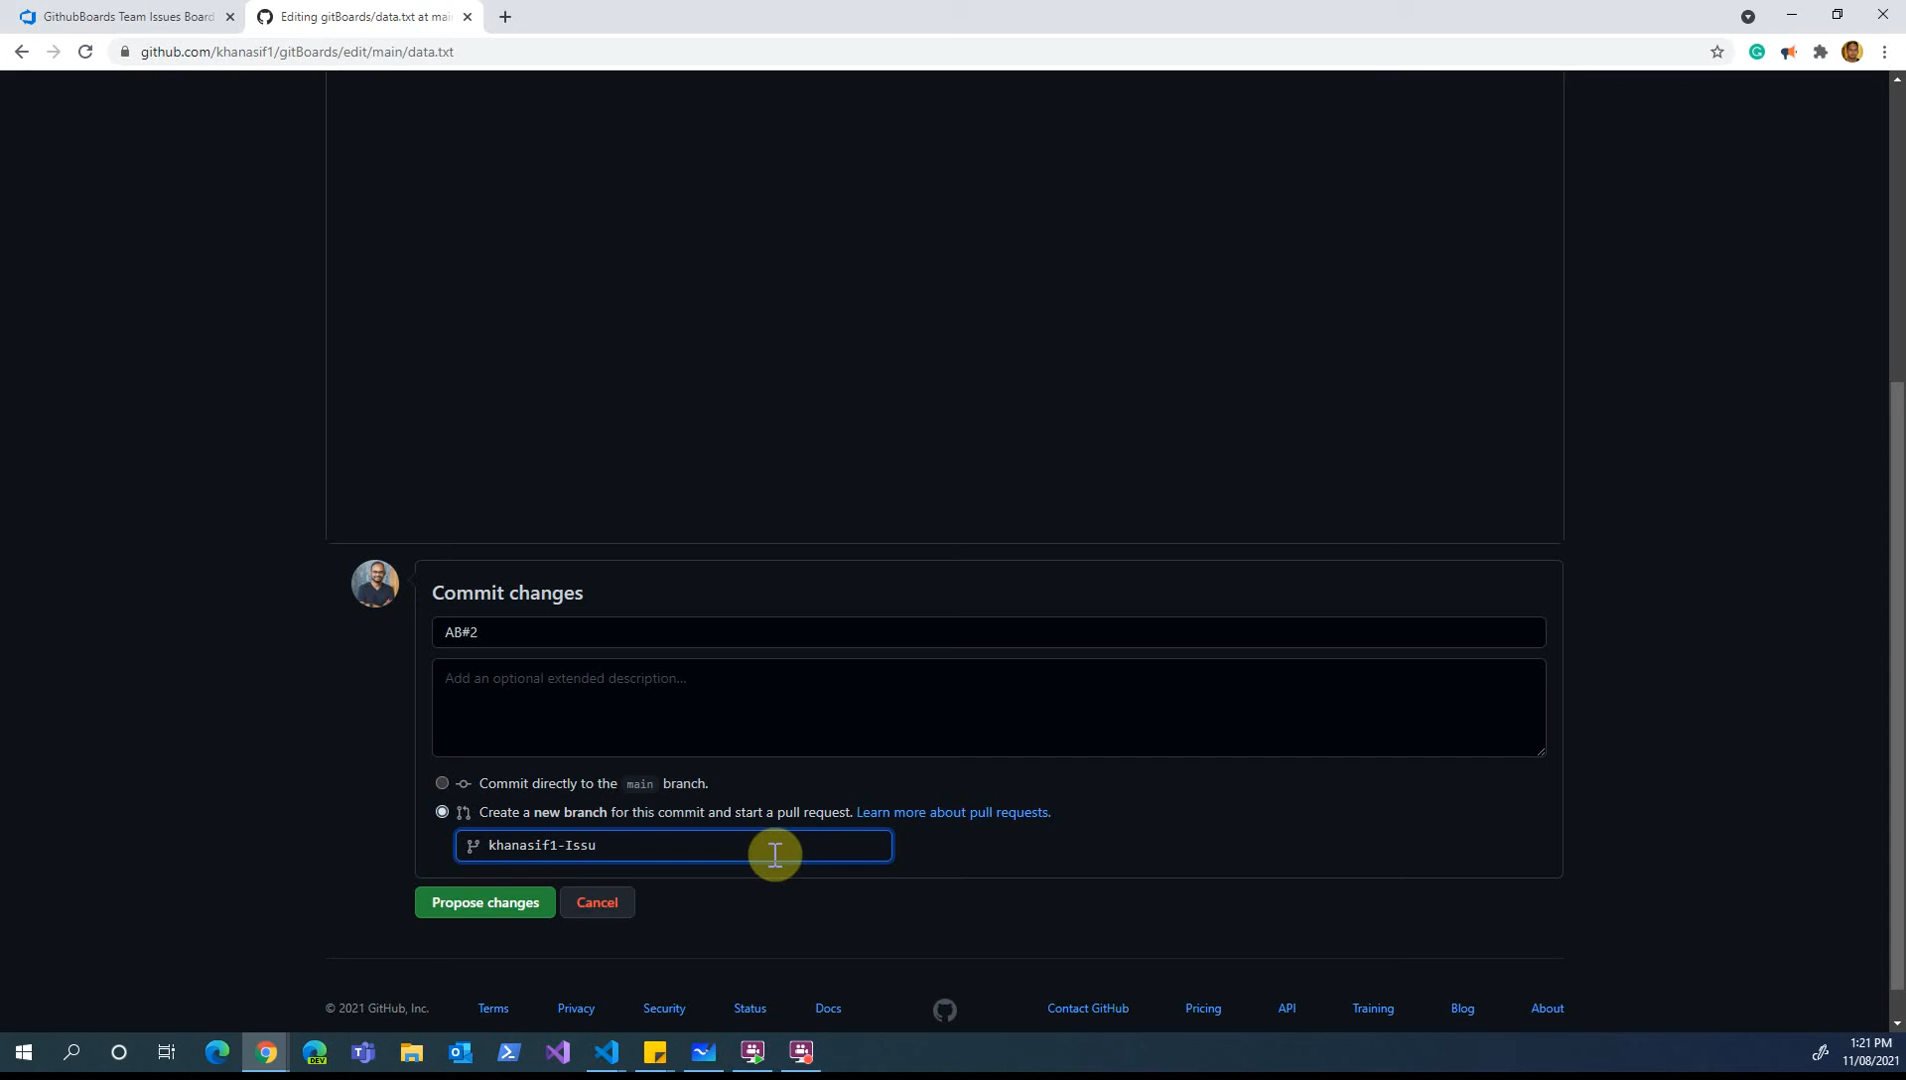 GithubBoards Team Issues Board
Editing gitBoards/data.txt at mai
github.com/khanasif1/gitBoards/edit/main/data.txt
Commit changes
AB#2
Add an optional extended description...
Commit directly to the main branch.
Create a new branch for this commit and start a pull request. Learn more about pull requests.
khanasif1-Issu
Propose changes
Cancel
© 2021 GitHub, Inc.
Terms
Privacy
Security
Status
Docs
Contact GitHub
Pricing
API
Training
Blog
About
DEV
1:21 PM
11/08/2021